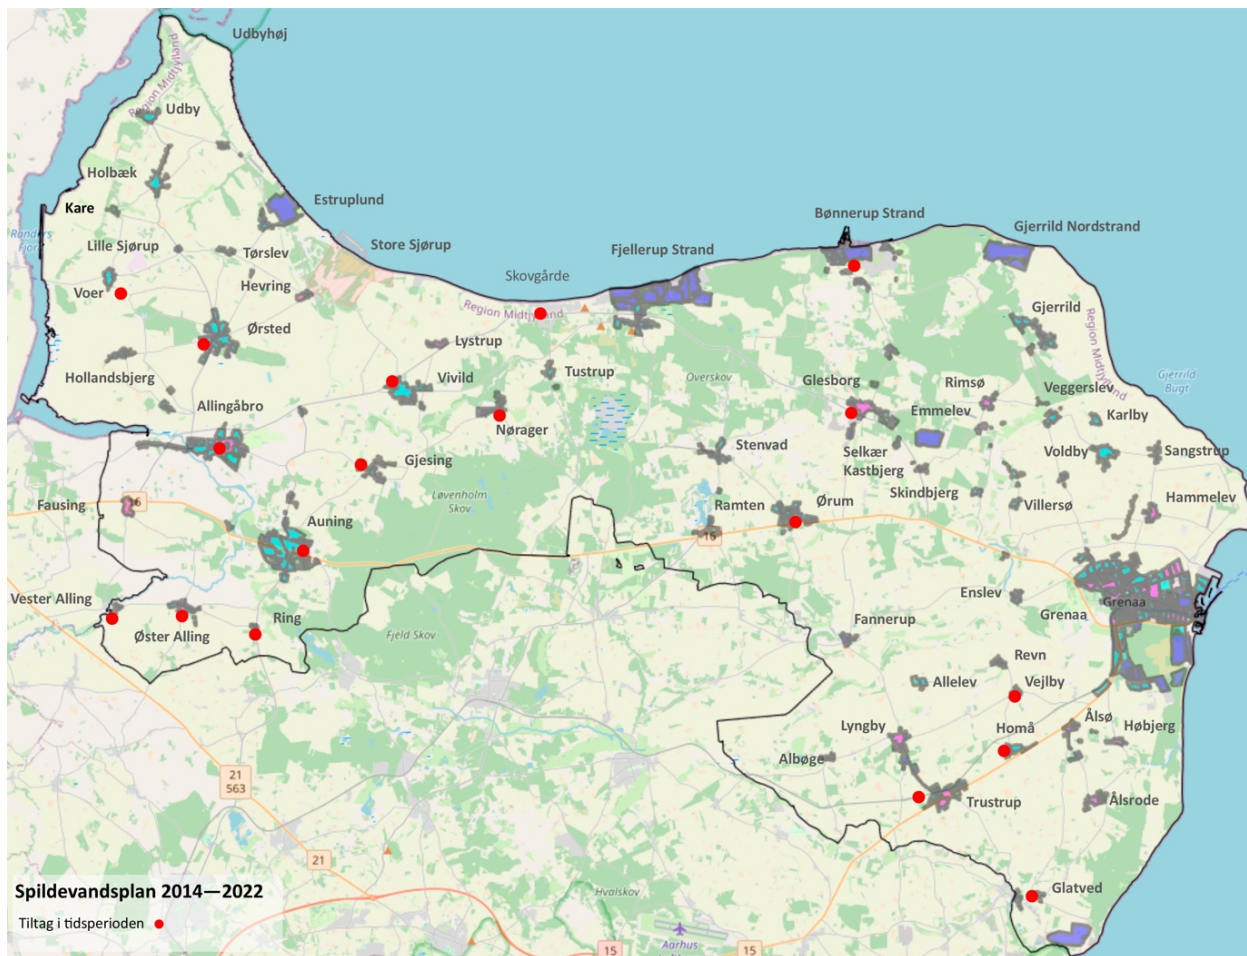 Udbyhøj
Region Midtjylland
Udby
Holbæk
Kare
Estruplund
Randers
Fjord
Lille Sjørup
Tørslev
Store Sjørup
Hevring
Voer
Ørsted
Skovgårde
Fjellerup Strand
Bønnerup Strand
Gjerrild Nordstrand
Region Midtjylland
Gjerrild
Region Midtjylland
Gjerrild
Bugt
Lystrup
Hollandsbjerg
Vivild
Tustrup
Overskov
Glesborg
Rimsø
Veggerslev
Allingåbro
Nørager
Emmelev
Karlby
Stenvad
Selkær
Kastbjerg
Voldby
Sangstrup
Gjesing
Løvenholm
Skov
Skindbjerg
Villersø
Hammelev
Fausing
16
Ramten
Ørum
Auning
16
Vester Alling
Øster Alling
Ring
Fjeld Skov
Enslev
Grenaa
Grenaa
Fannerup
Revn
Allelev
Vejlby
Lyngby
Homå
Ålsø
Høbjerg
Albøge
21
563
Trustrup
Ålsrode
21
Hvalskov
Glatved
15
15
Aarhus
Spildevandsplan 2014—2022
Tiltag i tidsperioden